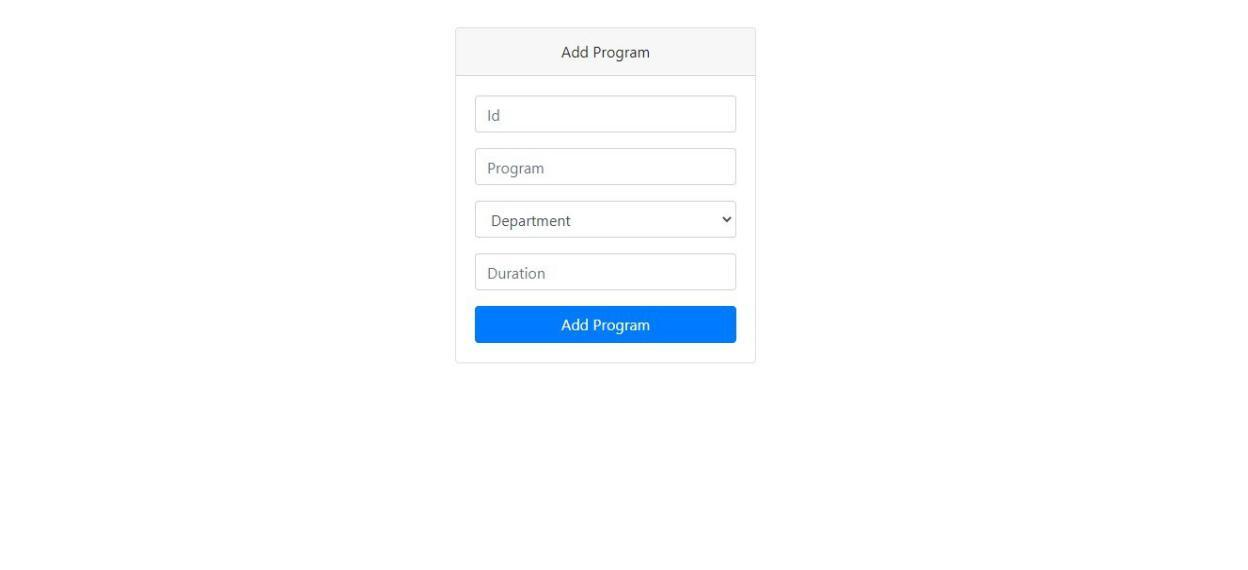 Add Program
Id
Program
Department
Duration
Add Program